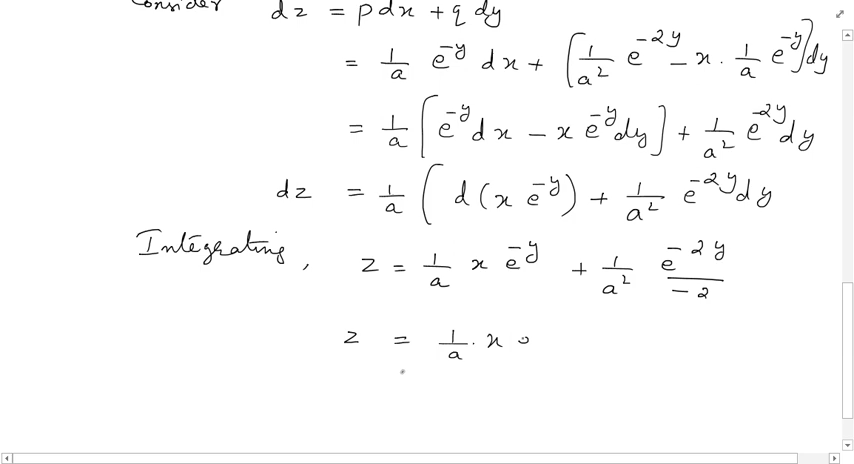 Consider dz = p dx + q dy
= 1/a e^{-y} dx + [1/a^2 e^{-2y} - x · 1/a e^{-y}] dy
= 1/a [e^{-y} dx - x e^{-y} dy] + 1/a^2 e^{-2y} dy
dz = 1/a ( d(x e^{-y}) + 1/a^2 e^{-2y} dy
Integrating, z = 1/a x e^{-y} + 1/a^2 e^{-2y}/-2
z = 1/a · x